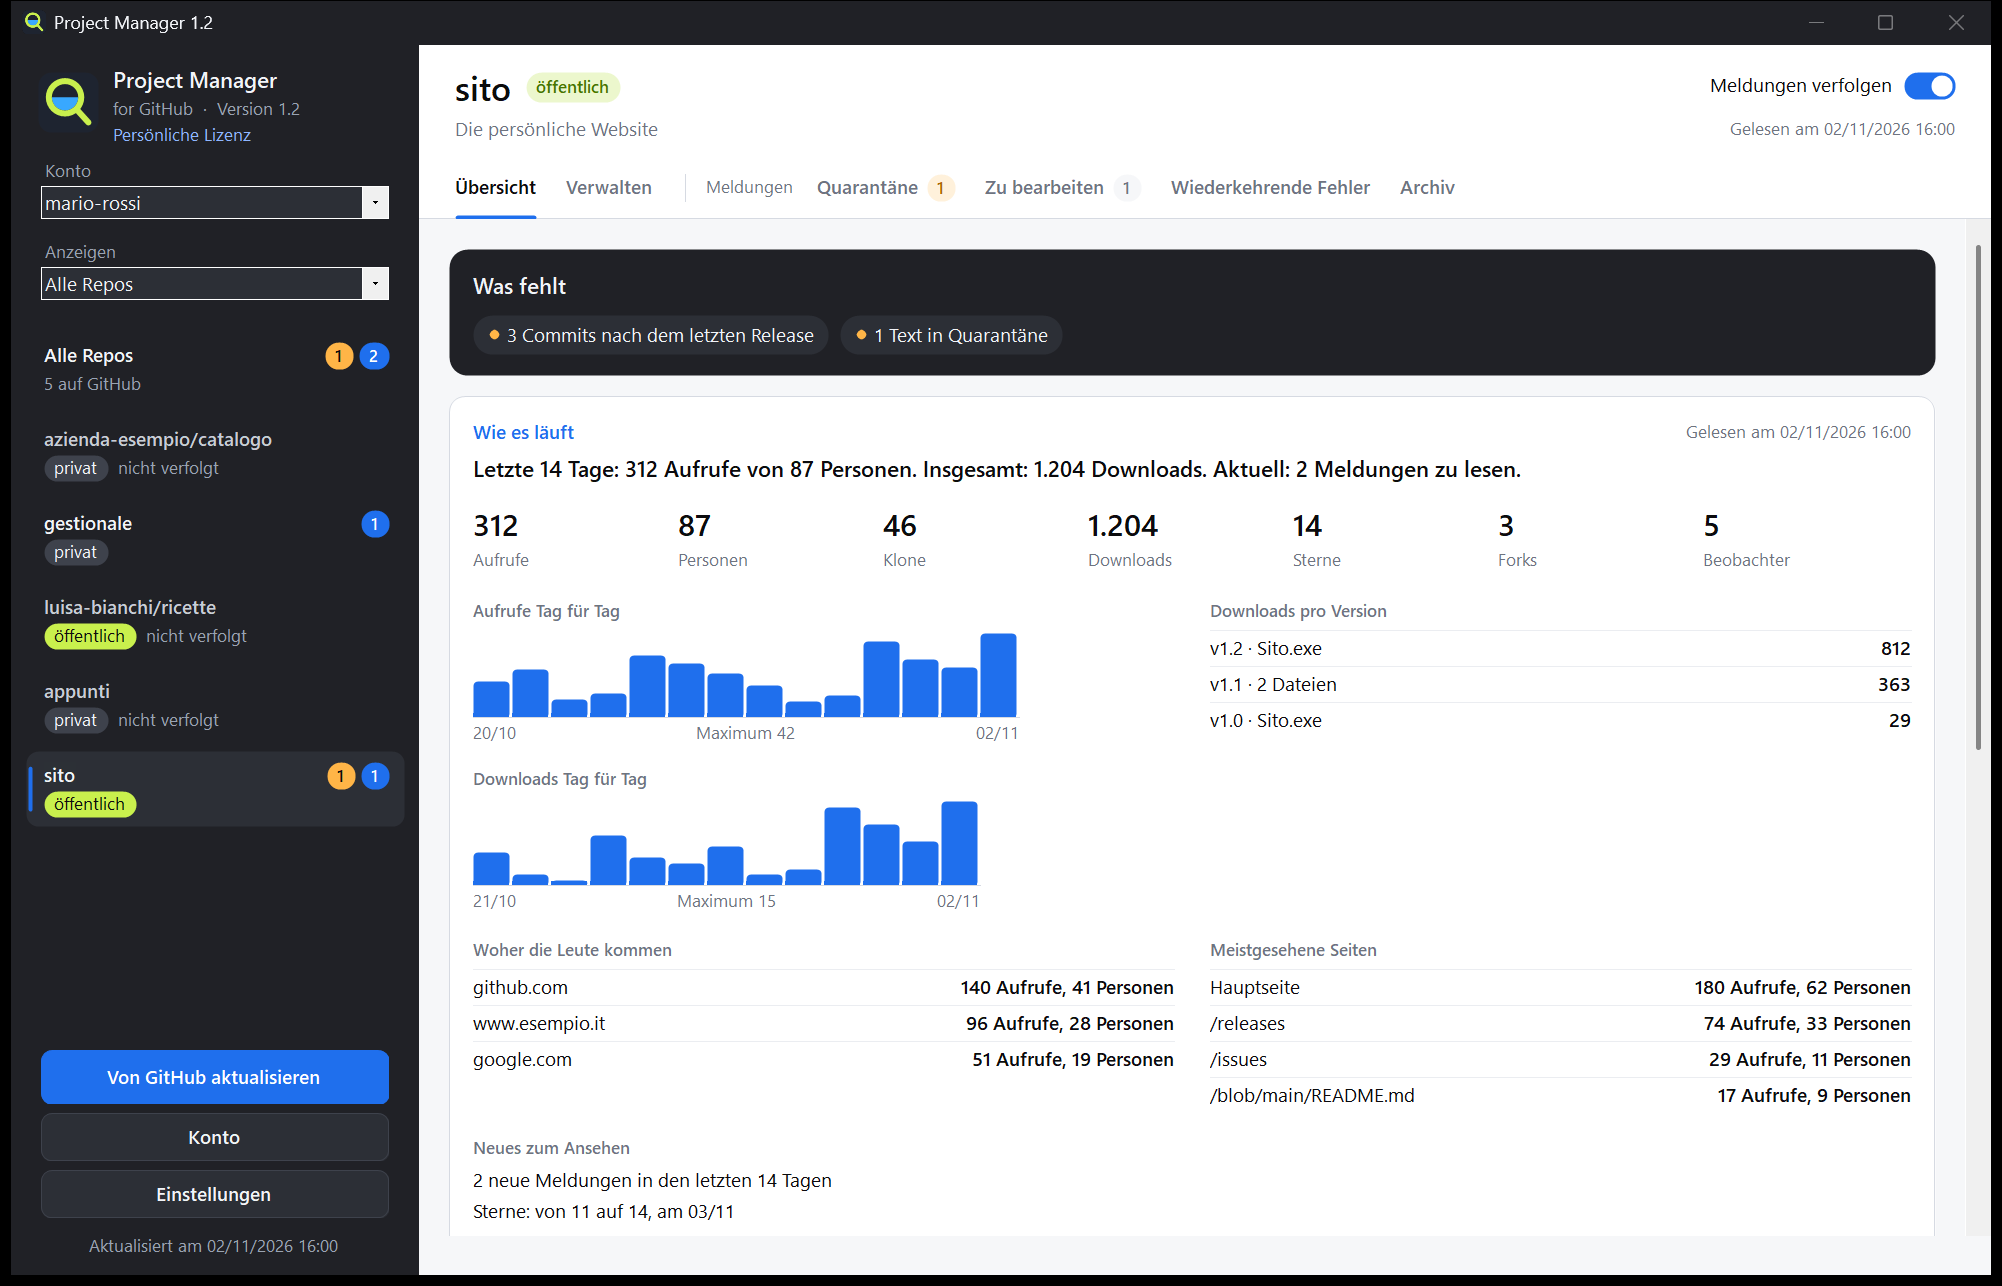 Project Manager 1.2
Project Manager
for GitHub · Version 1.2
Persönliche Lizenz
Konto
mario-rossi
Anzeigen
Alle Repos
Alle Repos 1 2
5 auf GitHub
azienda-esempio/catalogo
privat nicht verfolgt
gestionale 1
privat
luisa-bianchi/ricette
öffentlich nicht verfolgt
appunti
privat nicht verfolgt
sito 1 1
öffentlich
Von GitHub aktualisieren
Konto
Einstellungen
Aktualisiert am 02/11/2026 16:00
sito öffentlich
Die persönliche Website
Meldungen verfolgen
Gelesen am 02/11/2026 16:00
Übersicht Verwalten Meldungen Quarantäne 1 Zu bearbeiten 1 Wiederkehrende Fehler Archiv
Was fehlt
3 Commits nach dem letzten Release 1 Text in Quarantäne
Wie es läuft Gelesen am 02/11/2026 16:00
Letzte 14 Tage: 312 Aufrufe von 87 Personen. Insgesamt: 1.204 Downloads. Aktuell: 2 Meldungen zu lesen.
312 87 46 1.204 14 3 5
Aufrufe Personen Klone Downloads Sterne Forks Beobachter
Aufrufe Tag für Tag
20/10 Maximum 42 02/11
Downloads pro Version
v1.2 · Sito.exe 812
v1.1 · 2 Dateien 363
v1.0 · Sito.exe 29
Downloads Tag für Tag
21/10 Maximum 15 02/11
Woher die Leute kommen
github.com 140 Aufrufe, 41 Personen
www.esempio.it 96 Aufrufe, 28 Personen
google.com 51 Aufrufe, 19 Personen
Meistgesehene Seiten
Hauptseite 180 Aufrufe, 62 Personen
/releases 74 Aufrufe, 33 Personen
/issues 29 Aufrufe, 11 Personen
/blob/main/README.md 17 Aufrufe, 9 Personen
Neues zum Ansehen
2 neue Meldungen in den letzten 14 Tagen
Sterne: von 11 auf 14, am 03/11